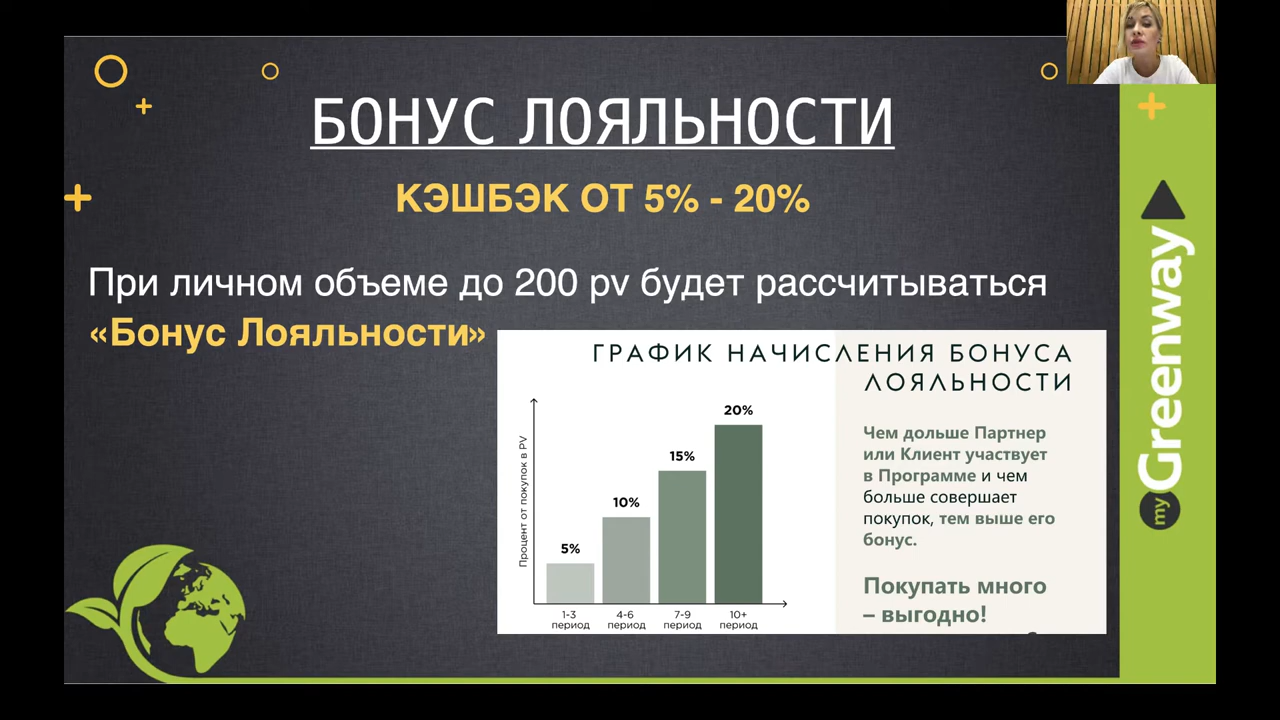 БОНУС ЛОЯЛЬНОСТИ
КЭШБЭК ОТ 5% - 20%
При личном объеме до 200 pv будет рассчитываться
«Бонус Лояльности»
ГРАФИК НАЧИСЛЕНИЯ БОНУСА
ЛОЯЛЬНОСТИ
Процент от покупок в PV
5%
10%
15%
20%
1-3
период
4-6
период
7-9
период
10+
период
Чем дольше Партнер
или Клиент участвует
в Программе и чем
больше совершает
покупок, тем выше его
бонус.
Покупать много
– выгодно!
my Greenway